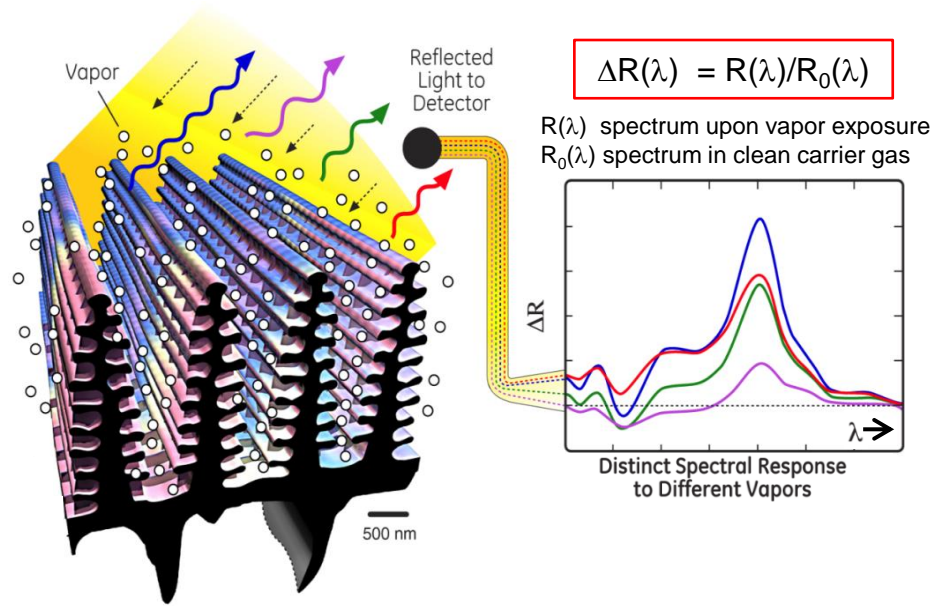 Vapor
Reflected
Light to
Detector
500 nm
ΔR(λ) = R(λ)/R₀(λ)
R(λ) spectrum upon vapor exposure
R₀(λ) spectrum in clean carrier gas
ΔR
λ→
Distinct Spectral Response
to Different Vapors